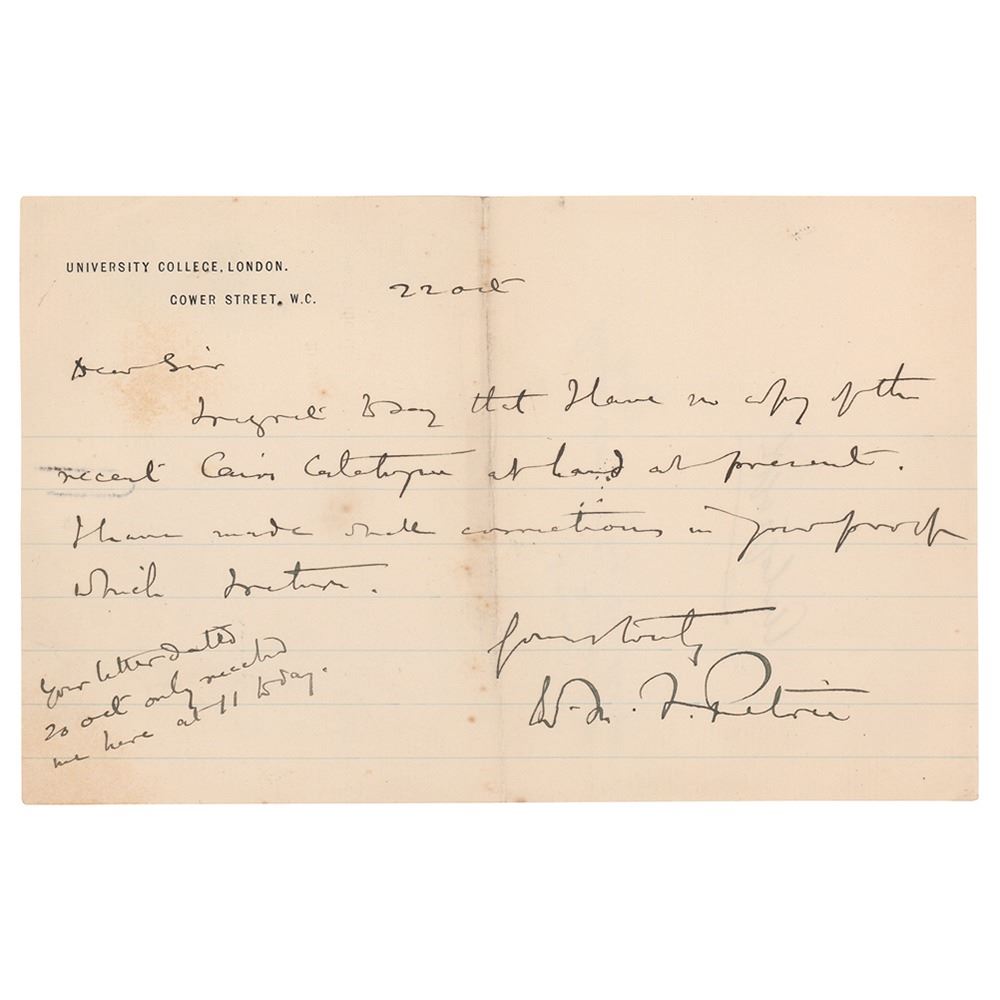 UNIVERSITY COLLEGE, LONDON.
GOWER STREET, W.C.
22 oct
Dear Sir
I regret to say that I have no copy of the
recent Cairo Catalogue at hand at present.
I have made small corrections in your proof
which I return.
yours truly
W. M. F. Petrie
Your letter dated
20 oct only reached
me here at 11 today.